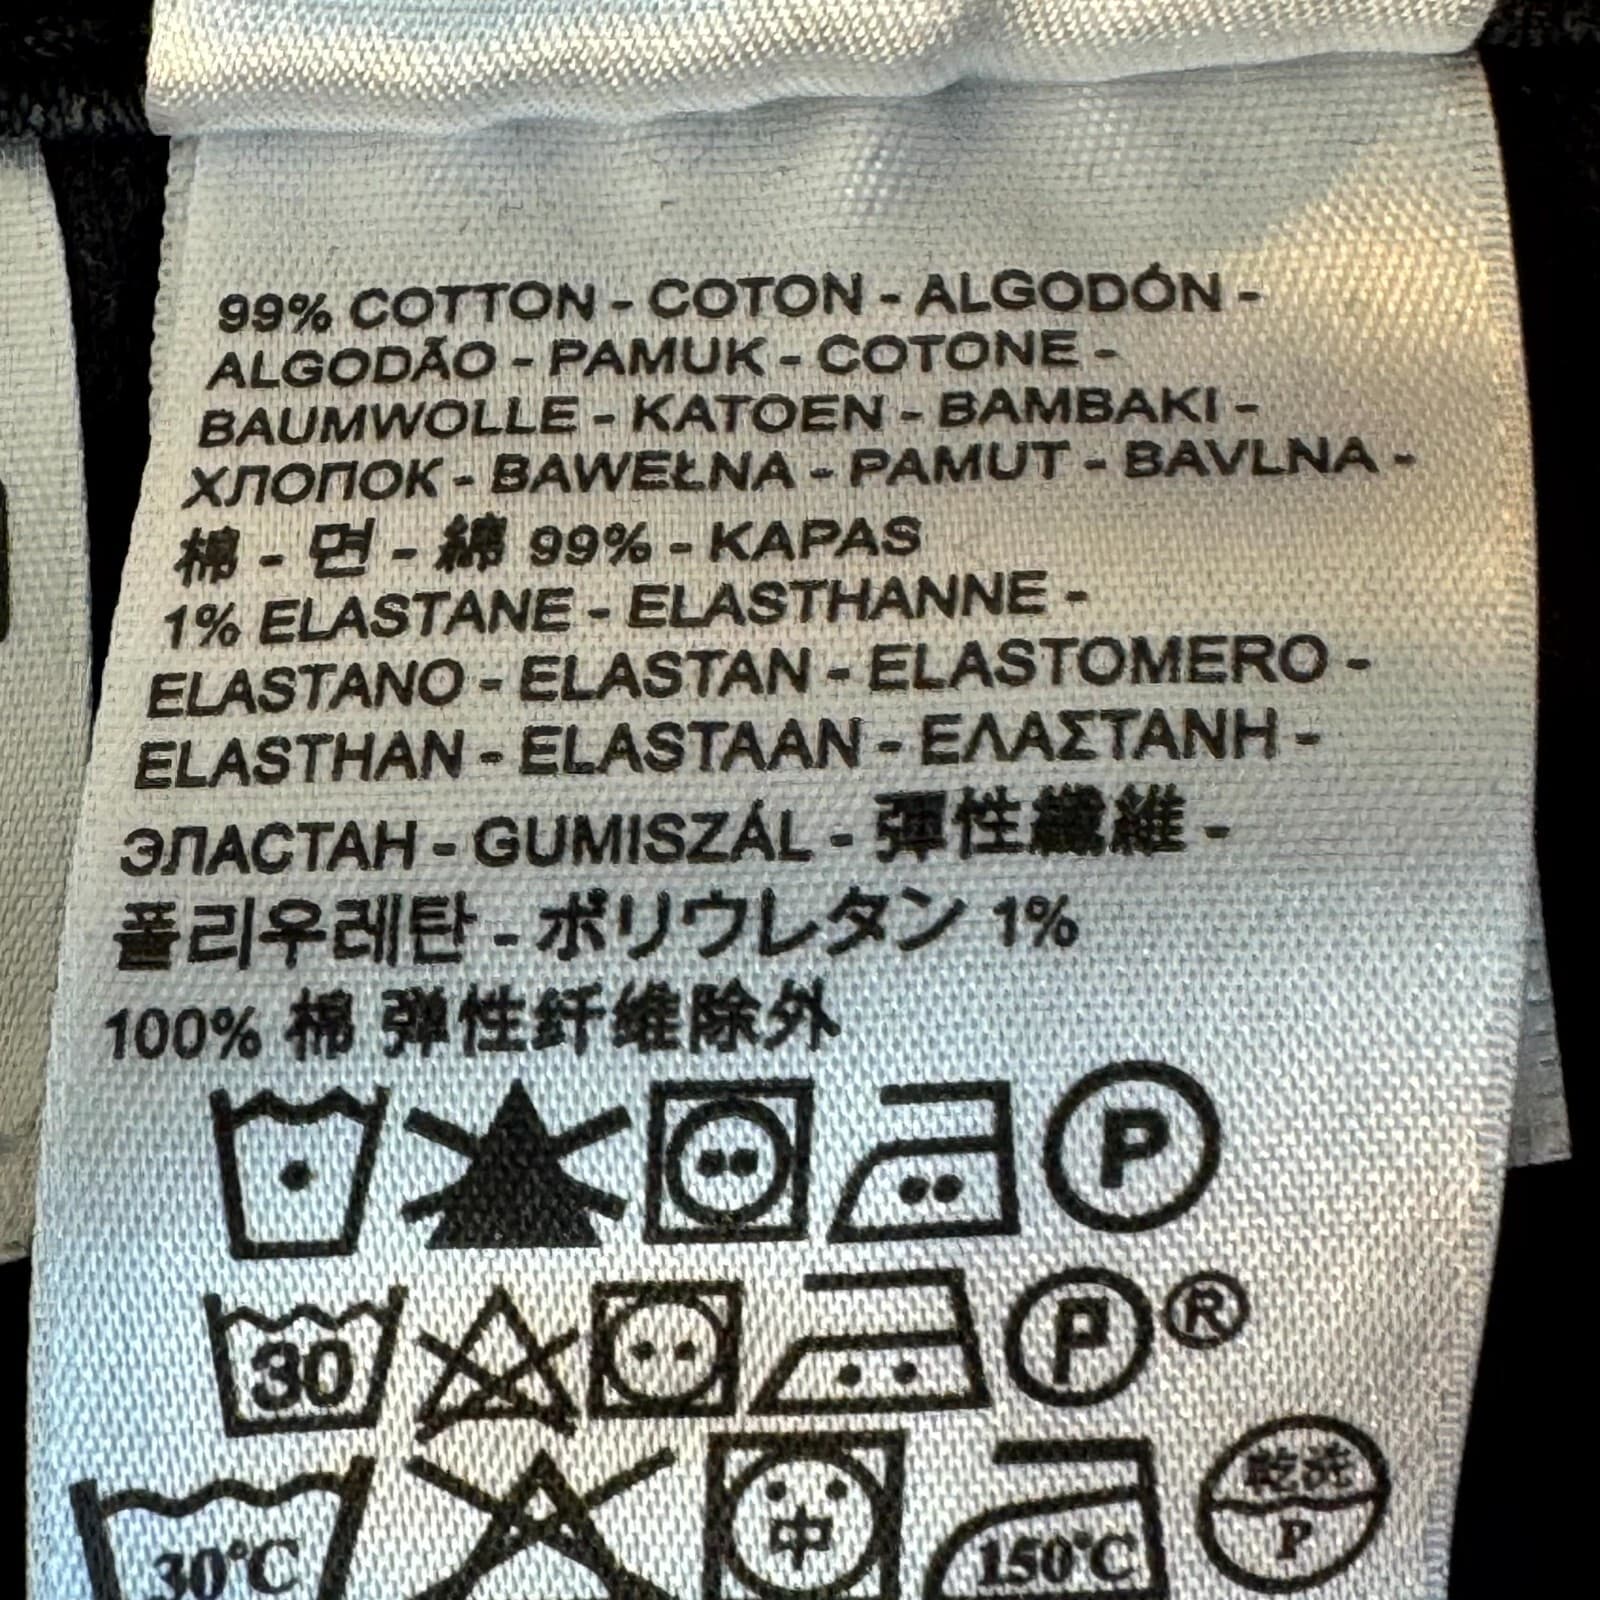 99% COTTON - COTON - ALGODÓN -
ALGODÃO - PAMUK - COTONE -
BAUMWOLLE - KATOEN - BAMBAKI -
ХЛОПОК - BAWEŁNA - PAMUT - BAVLNA -
棉 - 면 - 綿 99% - KAPAS
1% ELASTANE - ELASTHANNE -
ELASTANO - ELASTAN - ELASTOMERO -
ELASTHAN - ELASTAAN - ΕΛΑΣΤΑΝΗ -
ЭЛАСТАН - GUMISZÁL - 彈性纖維 -
폴리우레탄 - ポリウレタン 1%
100% 棉 弹性纤维除外
P
30 P ®
30°C 中 150℃ 乾洗 P